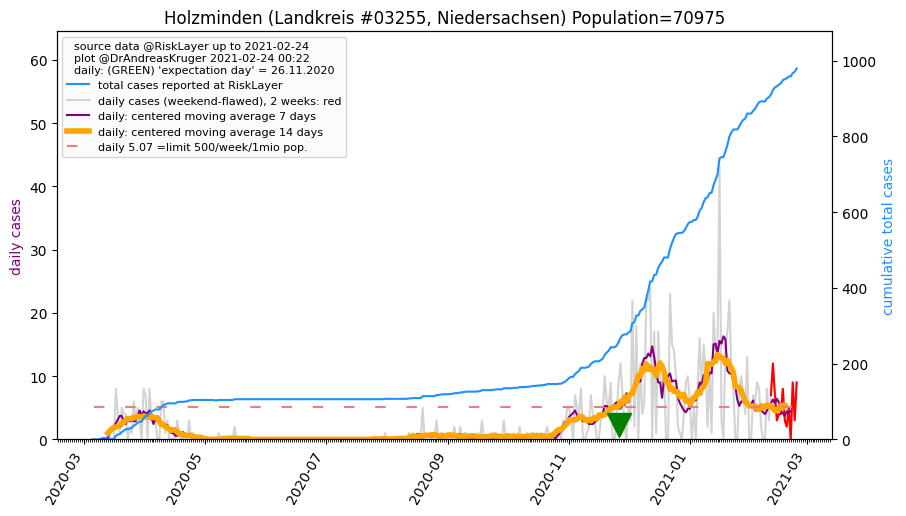 Holzminden (Landkreis #03255, Niedersachsen) Population=70975
source data @RiskLayer up to 2021-02-24
plot @DrAndreasKruger 2021-02-24 00:22
daily: (GREEN) 'expectation day' = 26.11.2020
total cases reported at RiskLayer
daily cases (weekend-flawed), 2 weeks: red
daily: centered moving average 7 days
daily: centered moving average 14 days
daily 5.07 =limit 500/week/1mio pop.
daily cases
60
50
40
30
20
10
0
cumulative total cases
1000
800
600
400
200
0
2020-03
2020-05
2020-07
2020-09
2020-11
2021-01
2021-03